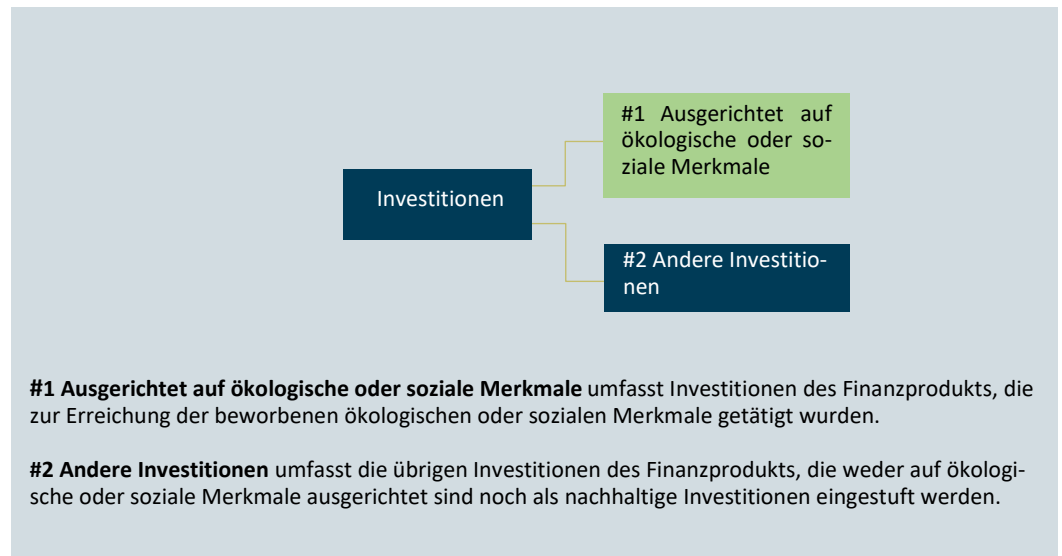 #1 Ausgerichtet auf
ökologische oder so-
ziale Merkmale
Investitionen
#2 Andere Investitio-
nen
#1 Ausgerichtet auf ökologische oder soziale Merkmale umfasst Investitionen des Finanzprodukts, die
zur Erreichung der beworbenen ökologischen oder sozialen Merkmale getätigt wurden.
#2 Andere Investitionen umfasst die übrigen Investitionen des Finanzprodukts, die weder auf ökologi-
sche oder soziale Merkmale ausgerichtet sind noch als nachhaltige Investitionen eingestuft werden.